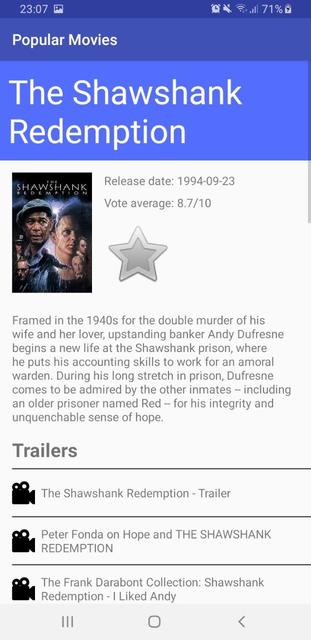 23:07 71%
Popular Movies
The Shawshank
Redemption
THE
SHAWSHANK
REDEMPTION
Release date: 1994-09-23
Vote average: 8.7/10
Framed in the 1940s for the double murder of his
wife and her lover, upstanding banker Andy Dufresne
begins a new life at the Shawshank prison, where
he puts his accounting skills to work for an amoral
warden. During his long stretch in prison, Dufresne
comes to be admired by the other inmates -- including
an older prisoner named Red -- for his integrity and
unquenchable sense of hope.
Trailers
The Shawshank Redemption - Trailer
Peter Fonda on Hope and THE SHAWSHANK
REDEMPTION
The Frank Darabont Collection: Shawshank
Redemption - I Liked Andy